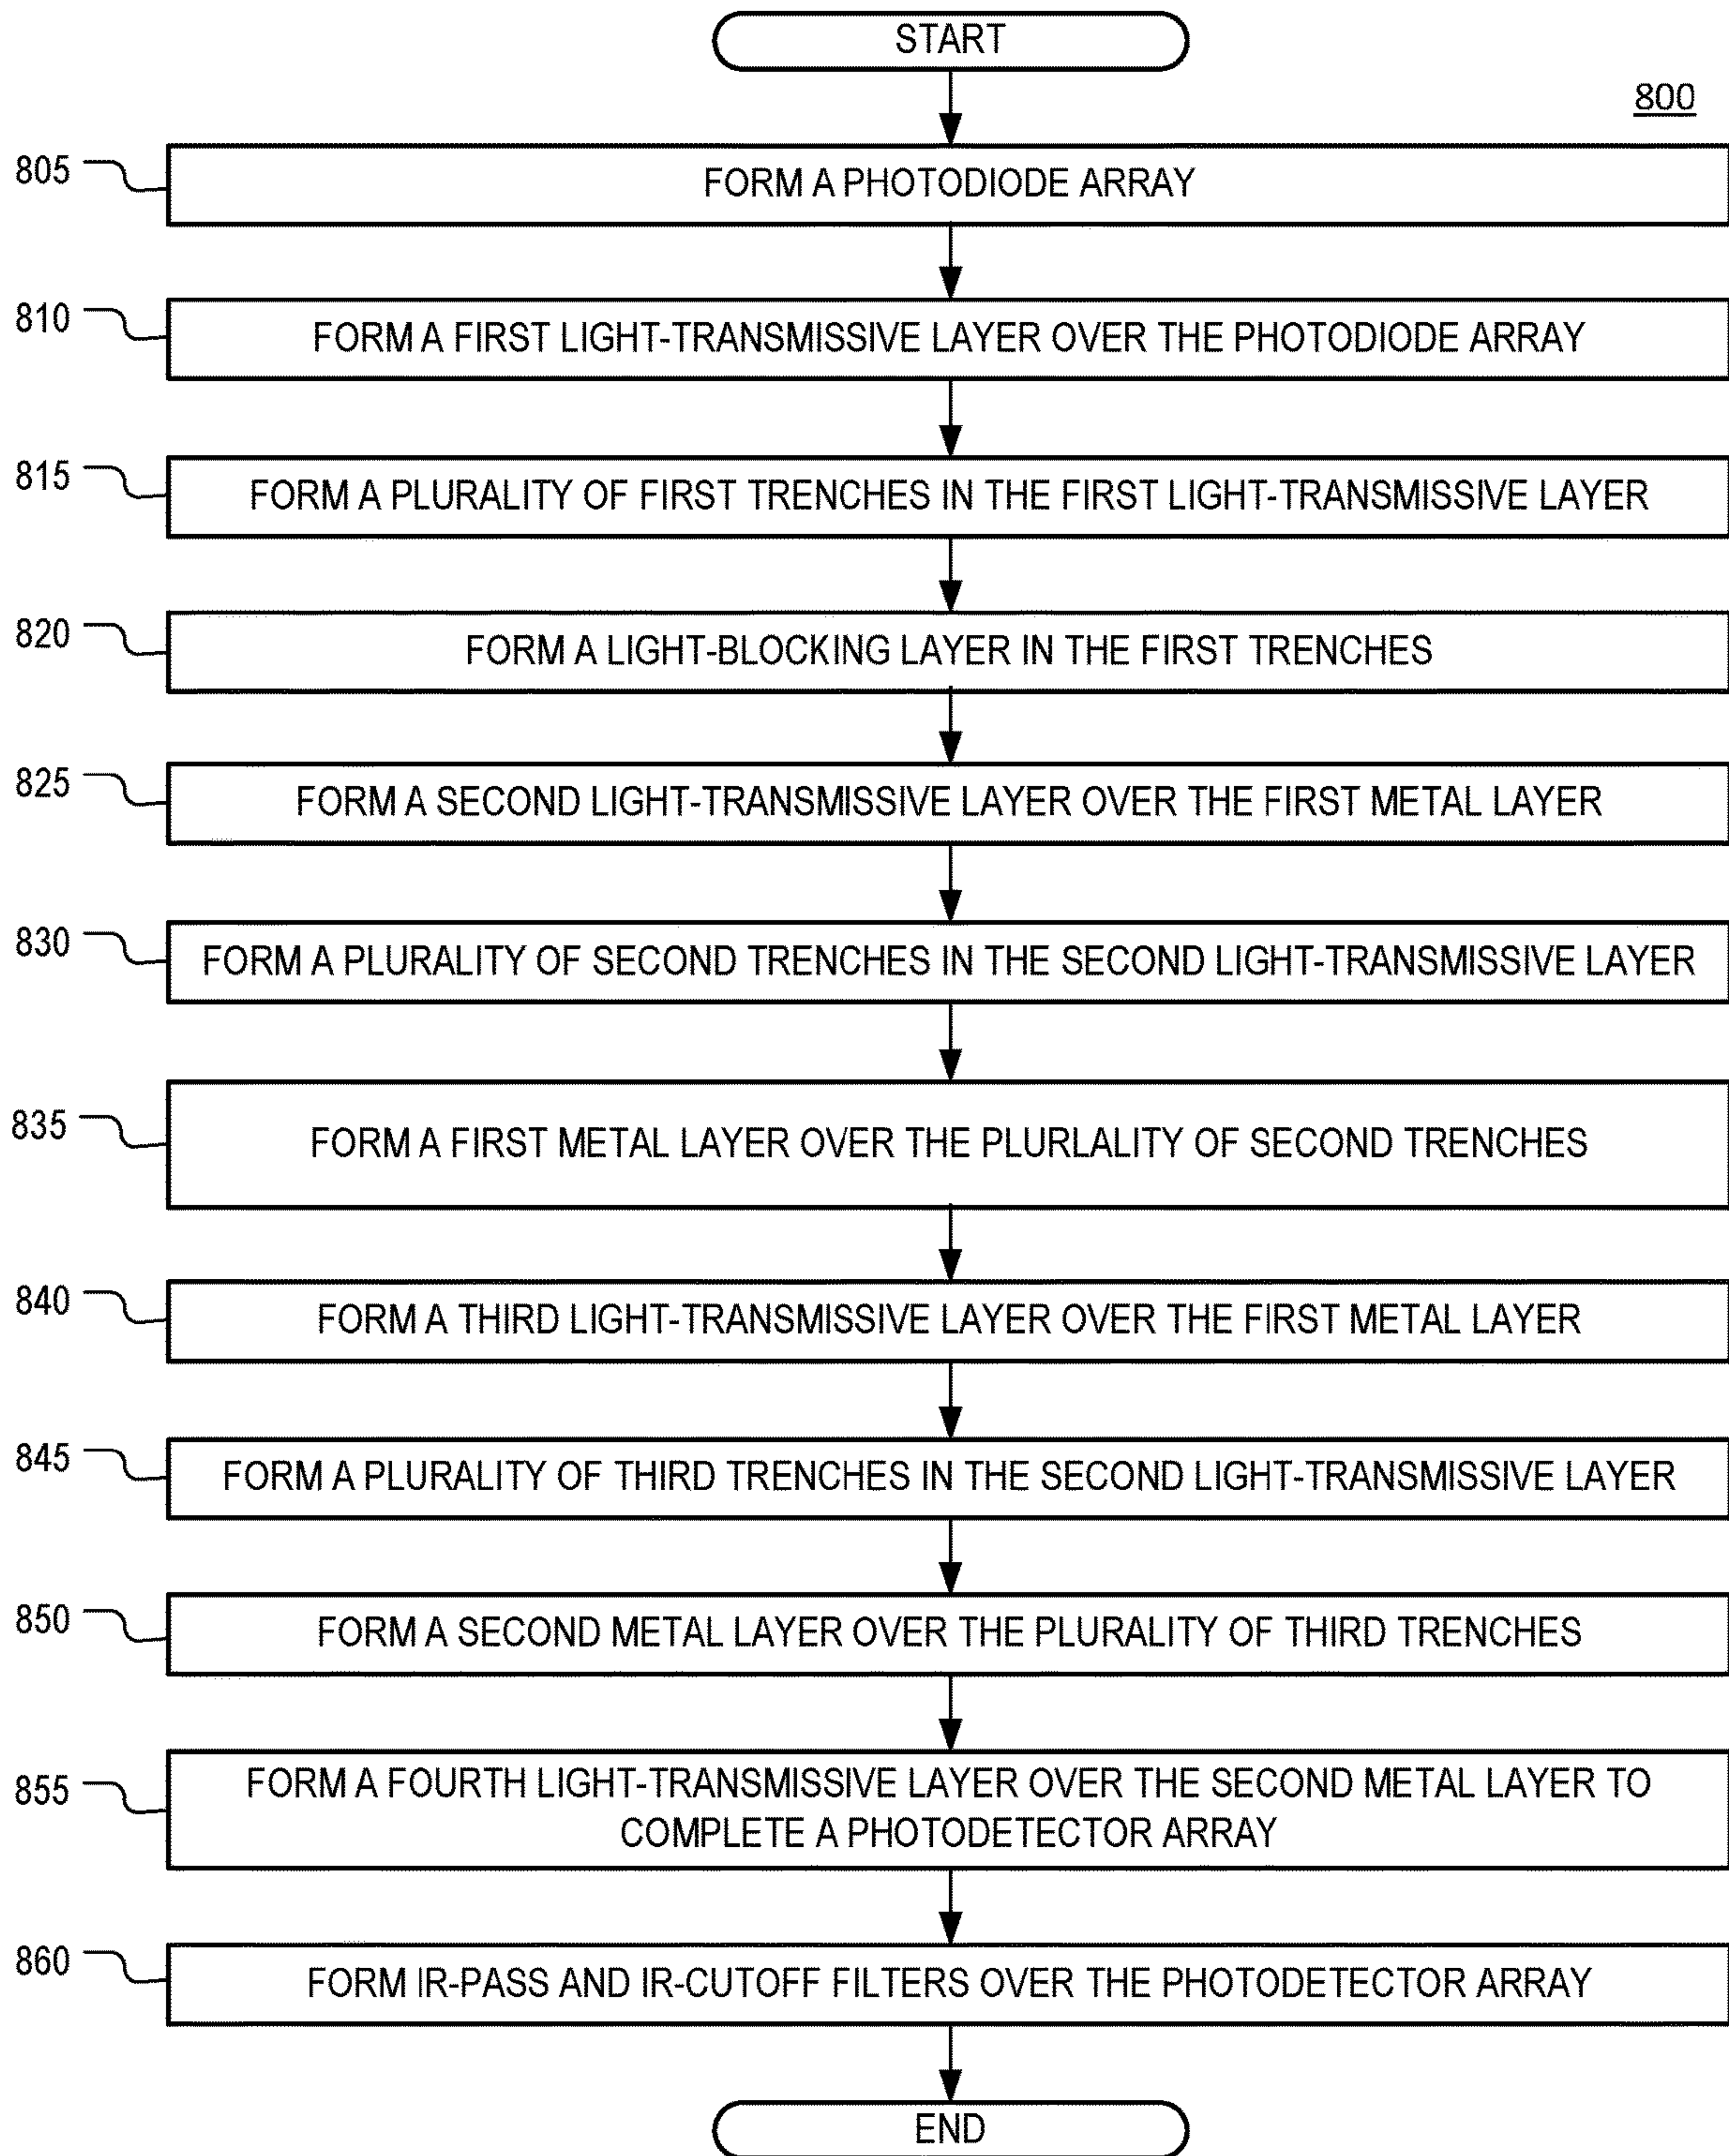 START
800
805
FORM A PHOTODIODE ARRAY
810
FORM A FIRST LIGHT-TRANSMISSIVE LAYER OVER THE PHOTODIODE ARRAY
815
FORM A PLURALITY OF FIRST TRENCHES IN THE FIRST LIGHT-TRANSMISSIVE LAYER
820
FORM A LIGHT-BLOCKING LAYER IN THE FIRST TRENCHES
825
FORM A SECOND LIGHT-TRANSMISSIVE LAYER OVER THE FIRST METAL LAYER
830
FORM A PLURALITY OF SECOND TRENCHES IN THE SECOND LIGHT-TRANSMISSIVE LAYER
835
FORM A FIRST METAL LAYER OVER THE PLURLALITY OF SECOND TRENCHES
840
FORM A THIRD LIGHT-TRANSMISSIVE LAYER OVER THE FIRST METAL LAYER
845
FORM A PLURALITY OF THIRD TRENCHES IN THE SECOND LIGHT-TRANSMISSIVE LAYER
850
FORM A SECOND METAL LAYER OVER THE PLURALITY OF THIRD TRENCHES
855
FORM A FOURTH LIGHT-TRANSMISSIVE LAYER OVER THE SECOND METAL LAYER TO
COMPLETE A PHOTODETECTOR ARRAY
860
FORM IR-PASS AND IR-CUTOFF FILTERS OVER THE PHOTODETECTOR ARRAY
END